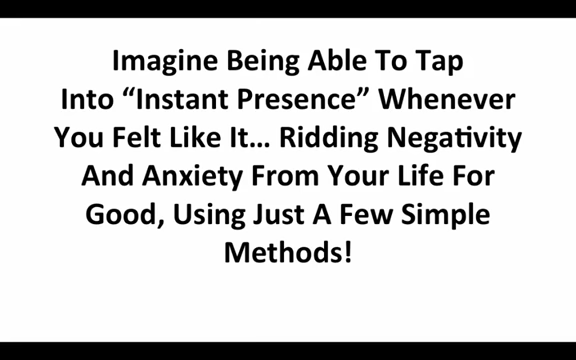 Imagine Being Able To Tap
Into “Instant Presence” Whenever
You Felt Like It… Ridding Negativity
And Anxiety From Your Life For
Good, Using Just A Few Simple
Methods!